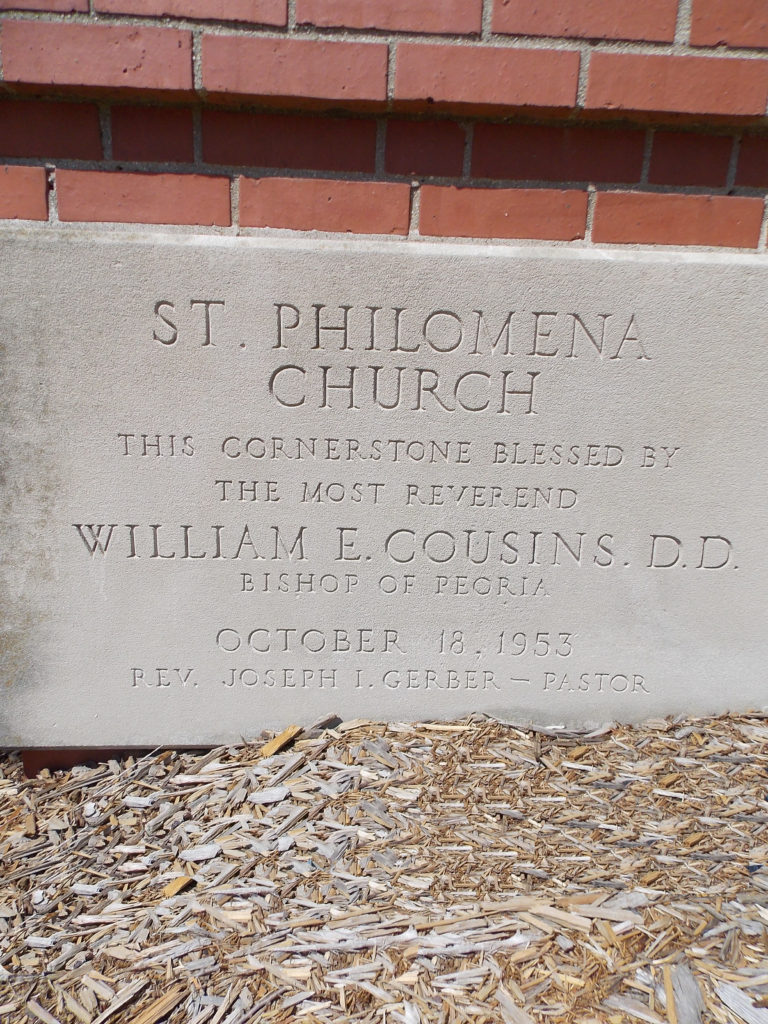 ST. PHILOMENA
CHURCH
THIS CORNERSTONE BLESSED BY
THE MOST REVEREND
WILLIAM E. COUSINS. D.D.
BISHOP OF PEORIA
OCTOBER 18, 1953
REV. JOSEPH I. GERBER — PASTOR